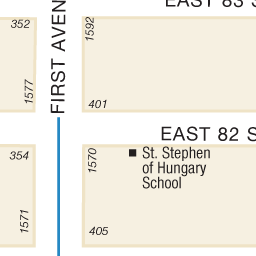 EAST 83 S
352
1592
FIRST AVEN
1577
401
EAST 82 S
354
1570
St. Stephen
of Hungary
School
1571
405